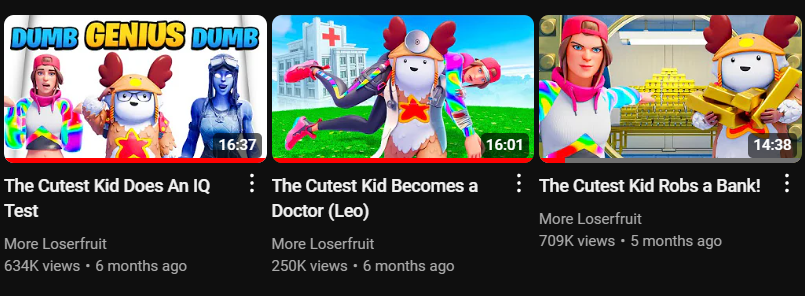 DUMB GENIUS DUMB
16:37
16:01
14:38
The Cutest Kid Does An IQ
Test
More Loserfruit
634K views • 6 months ago
The Cutest Kid Becomes a
Doctor (Leo)
More Loserfruit
250K views • 6 months ago
The Cutest Kid Robs a Bank!
More Loserfruit
709K views • 5 months ago